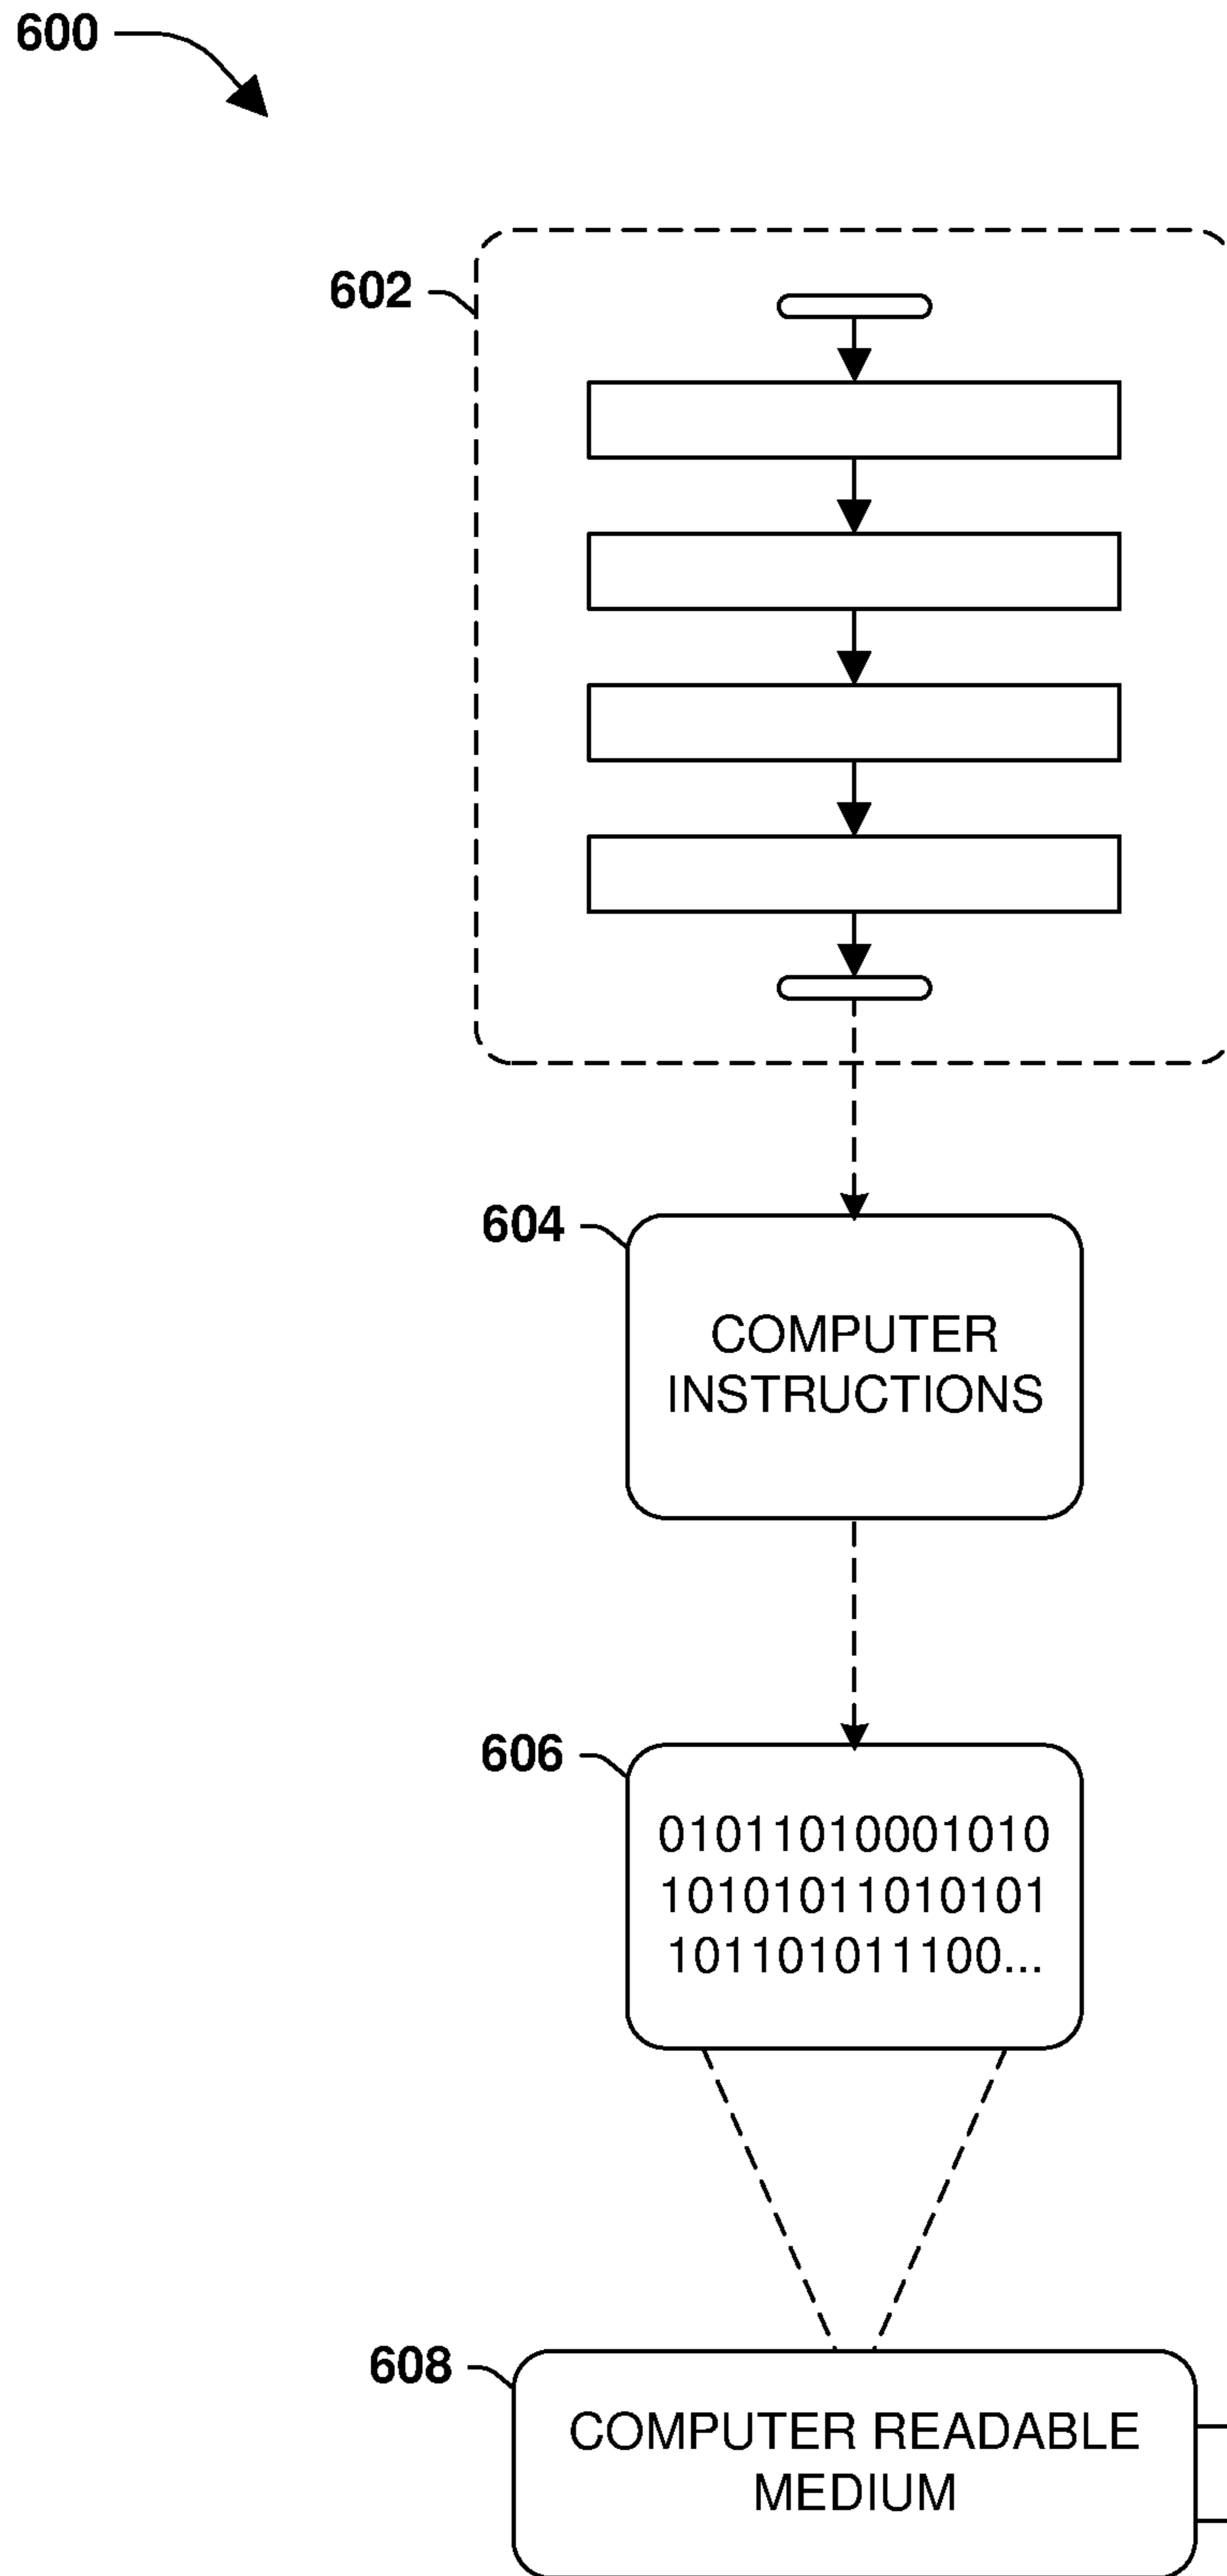 600
602
604
COMPUTER
INSTRUCTIONS
606
01011010001010
10101011010101
101101011100...
608
COMPUTER READABLE
MEDIUM